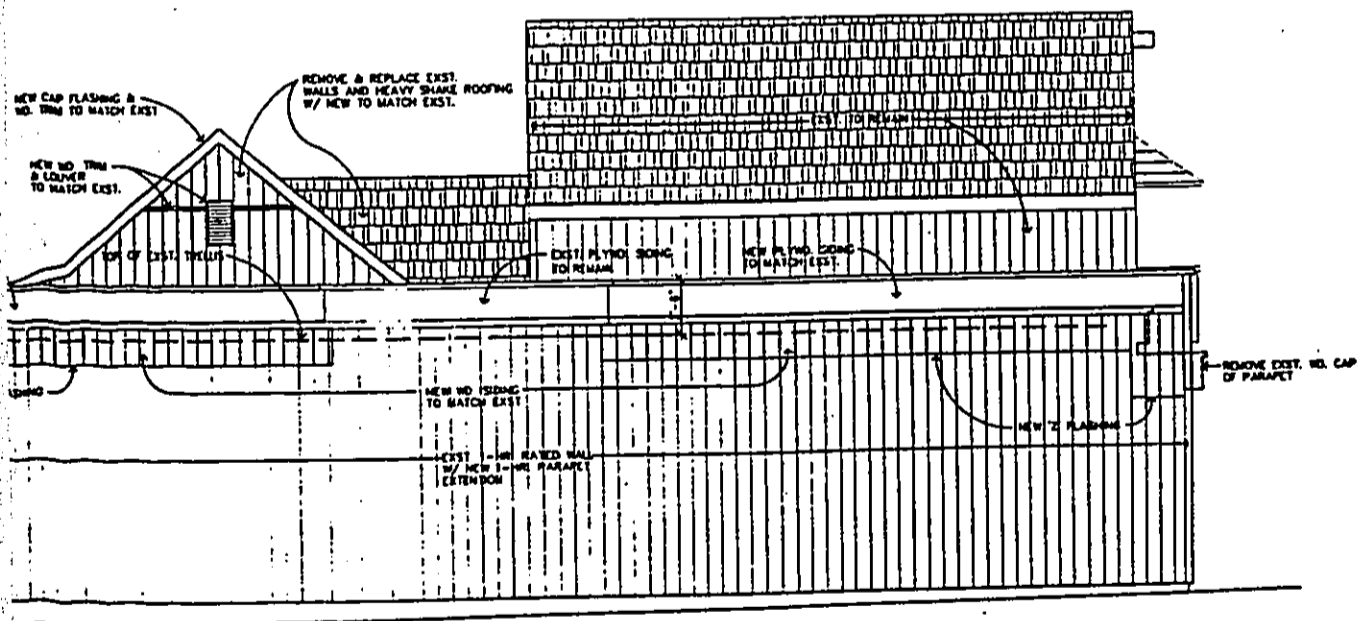 NEW CAP FLASHING &
WD. TRIM TO MATCH EXST
REMOVE & REPLACE EXST.
WALLS AND HEAVY SHAKE ROOFING
W/ NEW TO MATCH EXST.
NEW WD. TRIM
& LOUVER
TO MATCH EXST.
EXST. TO REMAIN
TOP OF EXST. TRELLIS
EXST. PLYWD. SIDING
TO REMAIN
NEW PLYWD. SIDING
TO MATCH EXST.
REMOVE EXST. WD. CAP
OF PARAPET
NEW WD SIDING
TO MATCH EXST
NEW 'Z' FLASHING
EXST 1-HR RATED WALL
W/ NEW 1-HR PARAPET
EXTENTION